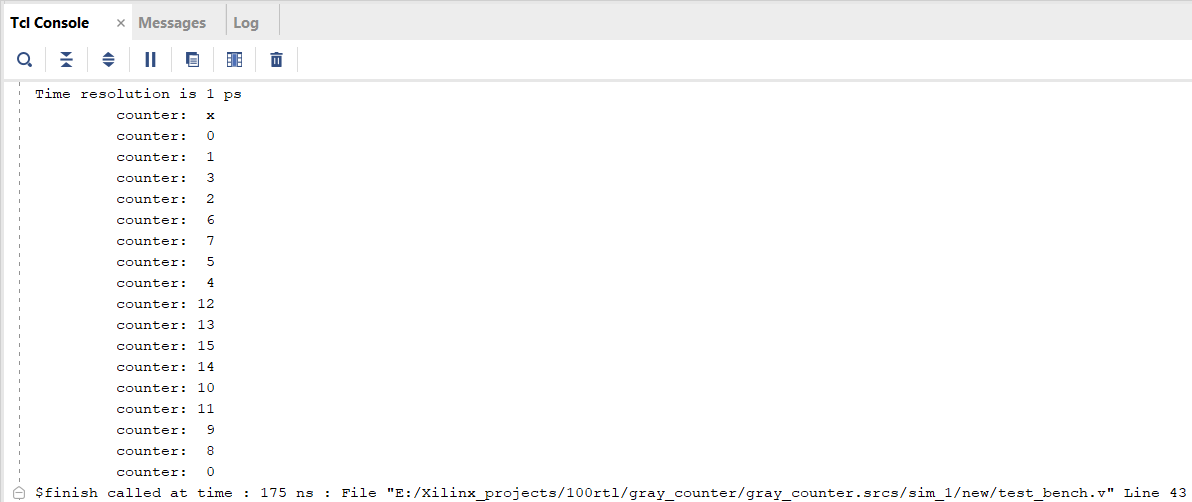 Tcl Console × Messages Log
Time resolution is 1 ps
counter:  x
counter:  0
counter:  1
counter:  3
counter:  2
counter:  6
counter:  7
counter:  5
counter:  4
counter: 12
counter: 13
counter: 15
counter: 14
counter: 10
counter: 11
counter:  9
counter:  8
counter:  0
$finish called at time : 175 ns : File "E:/Xilinx_projects/100rtl/gray_counter/gray_counter.srcs/sim_1/new/test_bench.v" Line 43